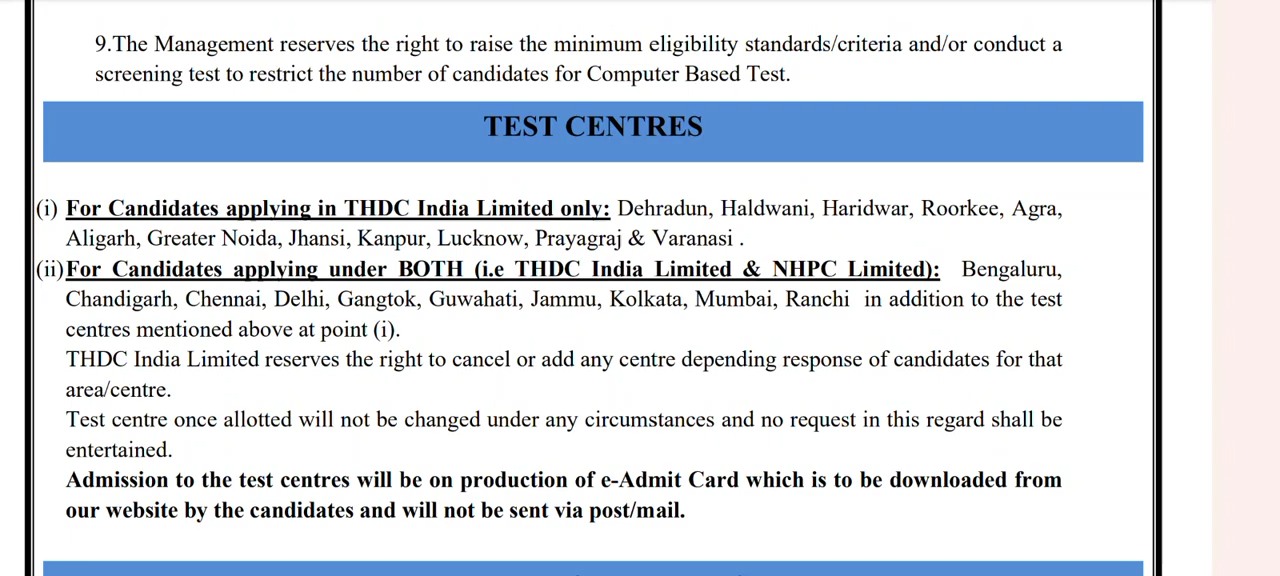 9.The Management reserves the right to raise the minimum eligibility standards/criteria and/or conduct a
screening test to restrict the number of candidates for Computer Based Test.
TEST CENTRES
(i) For Candidates applying in THDC India Limited only: Dehradun, Haldwani, Haridwar, Roorkee, Agra,
Aligarh, Greater Noida, Jhansi, Kanpur, Lucknow, Prayagraj & Varanasi .
(ii)For Candidates applying under BOTH (i.e THDC India Limited & NHPC Limited): Bengaluru,
Chandigarh, Chennai, Delhi, Gangtok, Guwahati, Jammu, Kolkata, Mumbai, Ranchi in addition to the test
centres mentioned above at point (i).
THDC India Limited reserves the right to cancel or add any centre depending response of candidates for that
area/centre.
Test centre once allotted will not be changed under any circumstances and no request in this regard shall be
entertained.
Admission to the test centres will be on production of e-Admit Card which is to be downloaded from
our website by the candidates and will not be sent via post/mail.